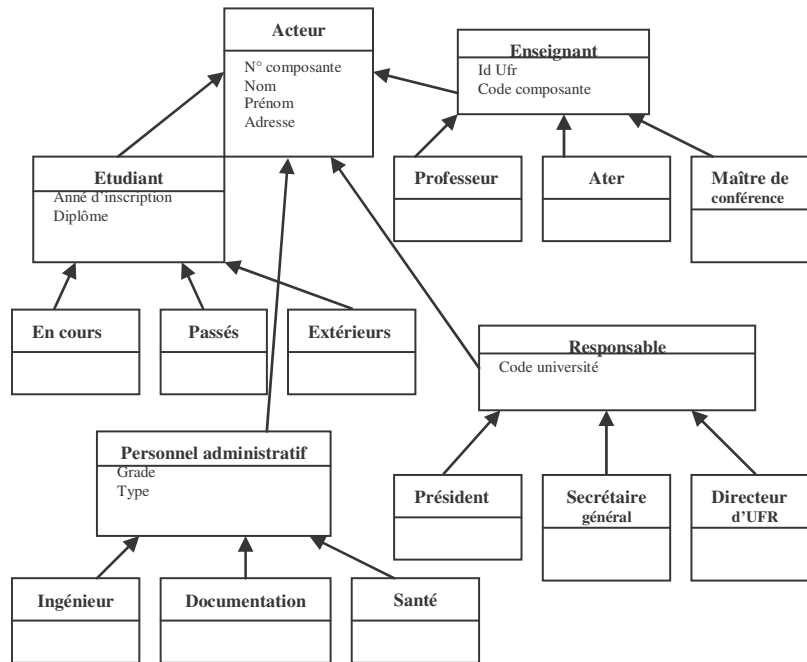 Acteur
N° composante
Nom
Prénom
Adresse
Enseignant
Id Ufr
Code composante
Etudiant
Anné d'inscription
Diplôme
Professeur
Ater
Maître de
conférence
En cours
Passés
Extérieurs
Responsable
Code université
Personnel administratif
Grade
Type
Président
Secrétaire
général
Directeur
d'UFR
Ingénieur
Documentation
Santé